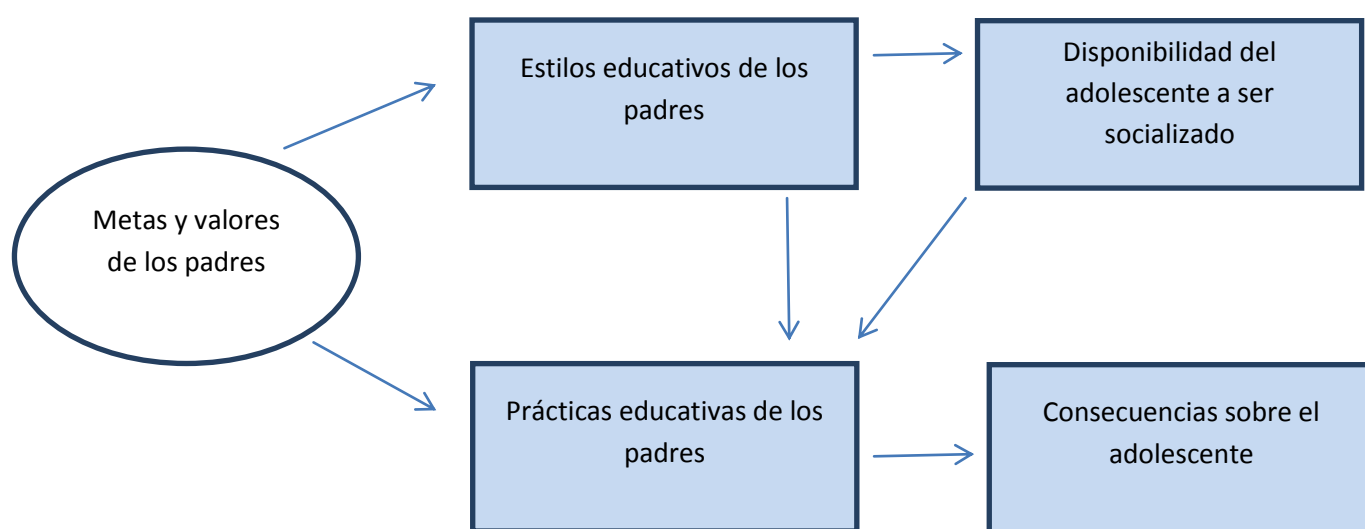 Estilos educativos de los
padres
Disponibilidad del
adolescente a ser
socializado
Metas y valores
de los padres
Prácticas educativas de los
padres
Consecuencias sobre el
adolescente